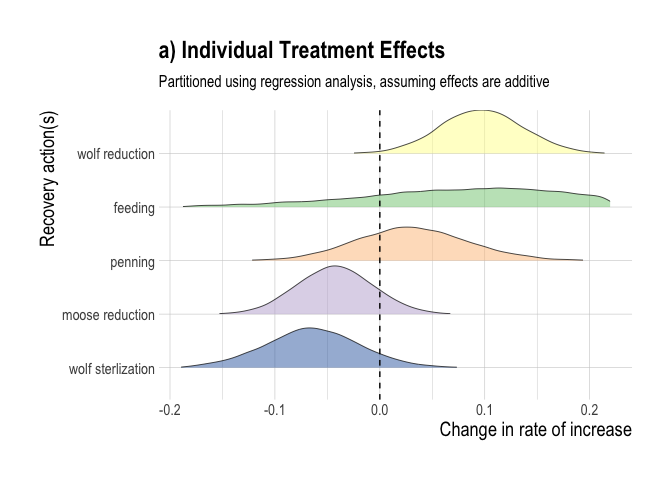 a) Individual Treatment Effects
Partitioned using regression analysis, assuming effects are additive
Recovery action(s)
wolf reduction
feeding
penning
moose reduction
wolf sterlization
-0.2 -0.1 0.0 0.1 0.2
Change in rate of increase